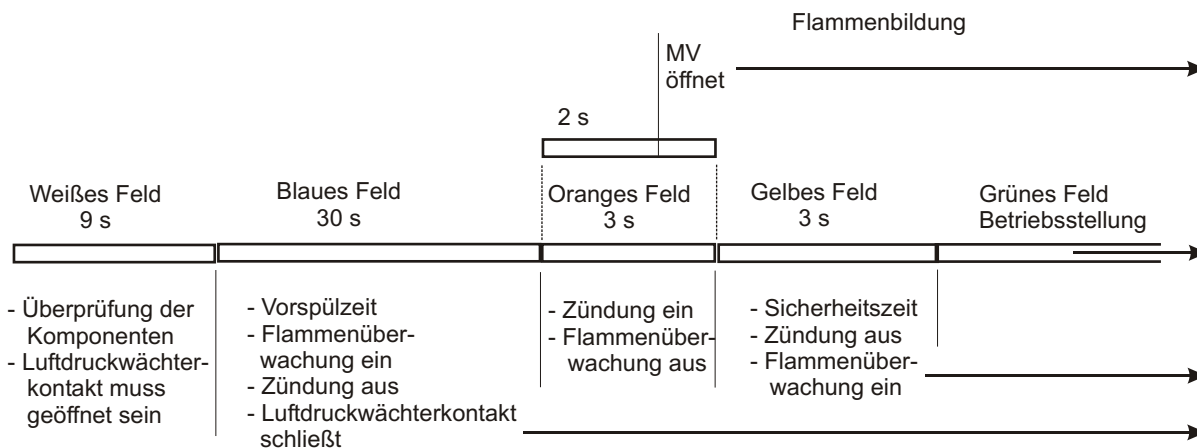 Flammenbildung
MV
öffnet
2 s
Weißes Feld
9 s
Blaues Feld
30 s
Oranges Feld
3 s
Gelbes Feld
3 s
Grünes Feld
Betriebsstellung
- Überprüfung der
Komponenten
- Luftdruckwächter-
kontakt muss
geöffnet sein
- Vorspülzeit
- Flammenüber-
wachung ein
- Zündung aus
- Luftdruckwächterkontakt
schließt
- Zündung ein
- Flammenüber-
wachung aus
- Sicherheitszeit
- Zündung aus
- Flammenüber-
wachung ein